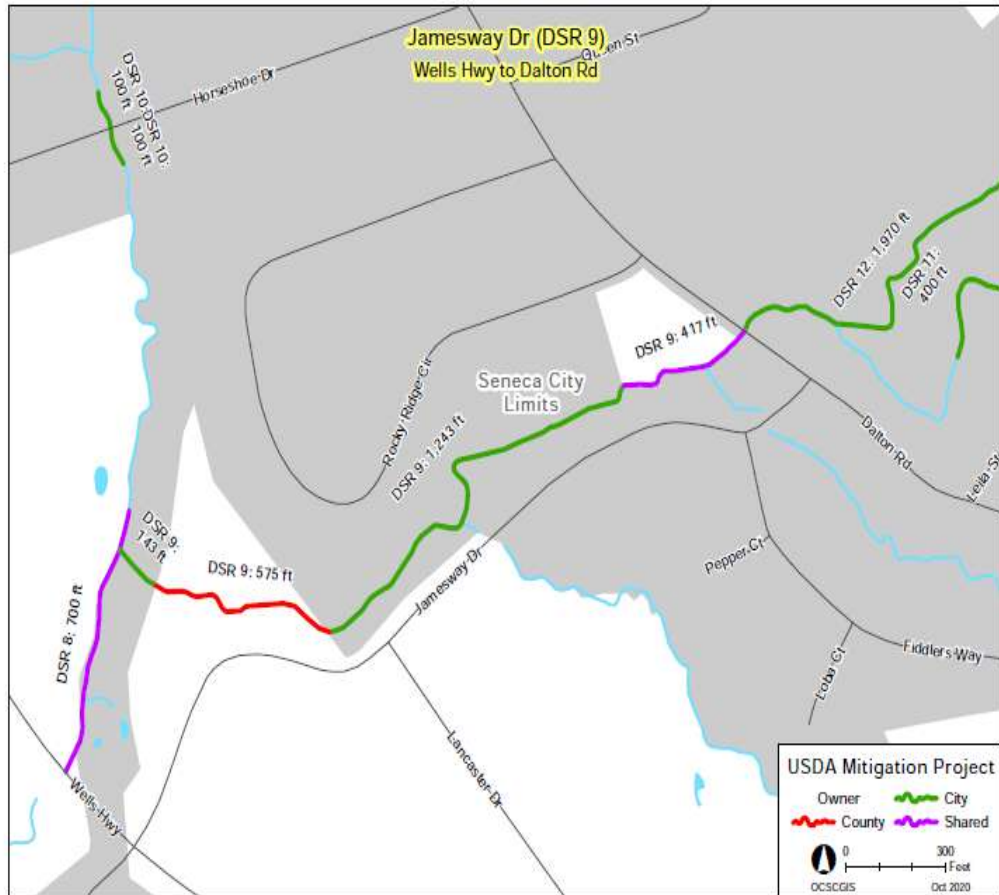 Jamesway Dr (DSR 9)
Wells Hwy to Dalton Rd
Queen St
Horseshoe Dr
DSR 10:
100 ft
DSR 10:
100 ft
DSR 12: 1,970 ft
DSR 11:
400 ft
DSR 9: 417 ft
Seneca City
Limits
Rocky Ridge Cir
DSR 9: 1,243 ft
Dalton Rd
Leila St
DSR 9:
143 ft
DSR 9: 575 ft
Jamesway Dr
Pepper Ct
DSR 8: 700 ft
Loba Ct
Fiddlers Way
Lancaster Dr
Wells Hwy
USDA Mitigation Project
Owner
City
County
Shared
0
300
Feet
OCSCGIS
Oct 2020